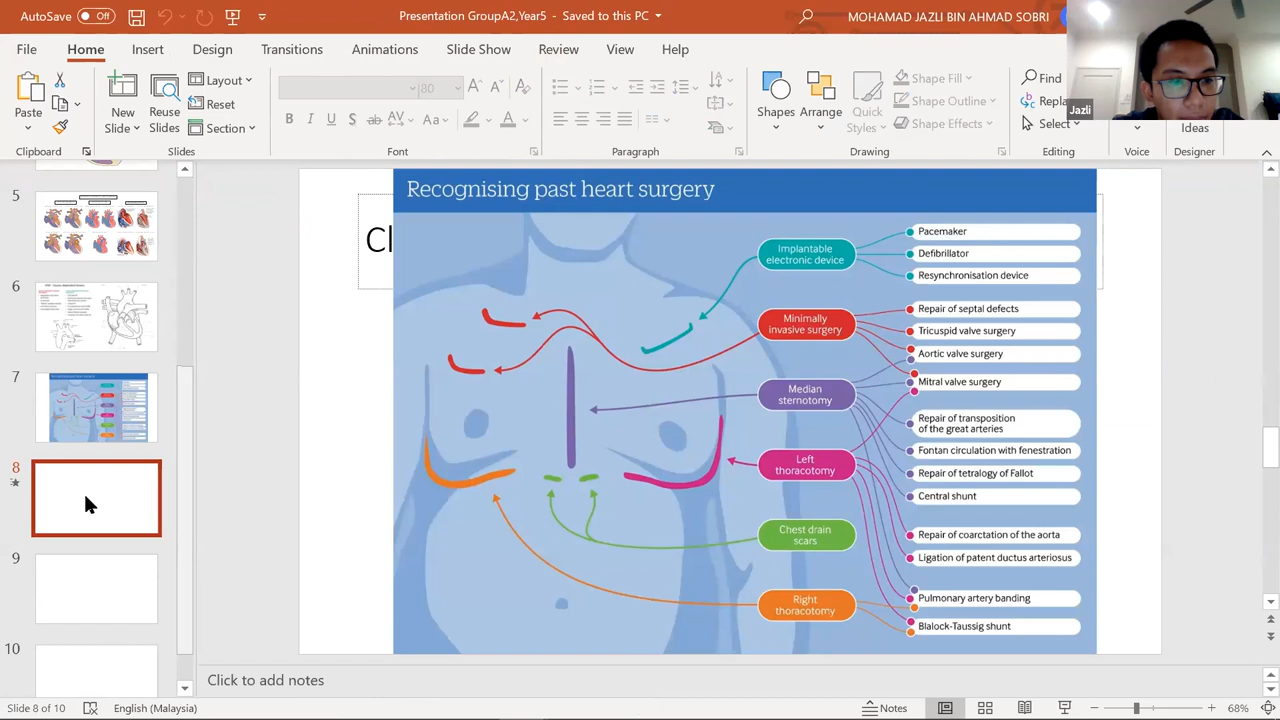 AutoSave Off
Presentation GroupA2,Year5 - Saved to this PC
MOHAMAD JAZLI BIN AHMAD SOBRI
File Home Insert Design Transitions Animations Slide Show Review View Help
Paste
Clipboard
New
Slide
Reuse
Slides
Layout
Reset
Section
Slides
Font
Paragraph
Shapes
Arrange
Quick
Styles
Shape Fill
Shape Outline
Shape Effects
Drawing
Find
Select
Editing
Voice
Ideas
Designer
Jazli
5
6
7
8
9
10
Cl
Recognising past heart surgery
Implantable
electronic device
Minimally
invasive surgery
Median
sternotomy
Left
thoracotomy
Chest drain
scars
Right
thoracotomy
Pacemaker
Defibrillator
Resynchronisation device
Repair of septal defects
Tricuspid valve surgery
Aortic valve surgery
Mitral valve surgery
Repair of transposition
of the great arteries
Fontan circulation with fenestration
Repair of tetralogy of Fallot
Central shunt
Repair of coarctation of the aorta
Ligation of patent ductus arteriosus
Pulmonary artery banding
Blalock-Taussig shunt
Click to add notes
Slide 8 of 10
English (Malaysia)
Notes
68%